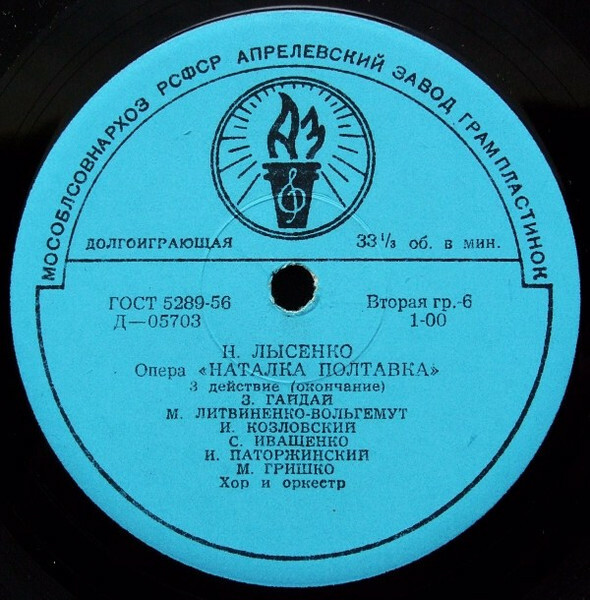 МОСОБЛСОВНАРХОЗ РСФСР АПРЕЛЕВСКИЙ ЗАВОД ГРАМПЛАСТИНОК
АЗ
ДОЛГОИГРАЮЩАЯ 33 1/3 об. в мин.
ГОСТ 5289-56 Вторая гр.-6
Д—05703 1-00
Н. ЛЫСЕНКО
Опера «НАТАЛКА ПОЛТАВКА»
3 действие (окончание)
З. ГАЙДАЙ
М. ЛИТВИНЕНКО-ВОЛЬГЕМУТ
И. КОЗЛОВСКИЙ
С. ИВАЩЕНКО
И. ПАТОРЖИНСКИЙ
М. ГРИШКО
Хор и оркестр